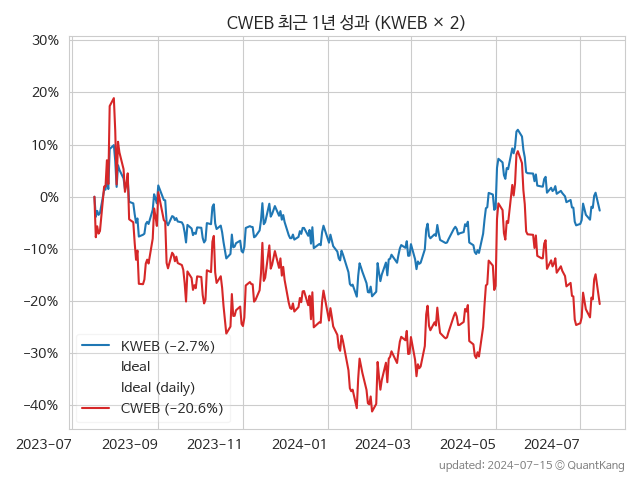 CWEB 최근 1년 성과 (KWEB × 2)
30%
20%
10%
0%
−10%
−20%
−30%
−40%
KWEB (−2.7%)
Ideal
Ideal (daily)
CWEB (−20.6%)
2023-07 2023-09 2023-11 2024-01 2024-03 2024-05 2024-07
updated: 2024-07-15 © QuantKang